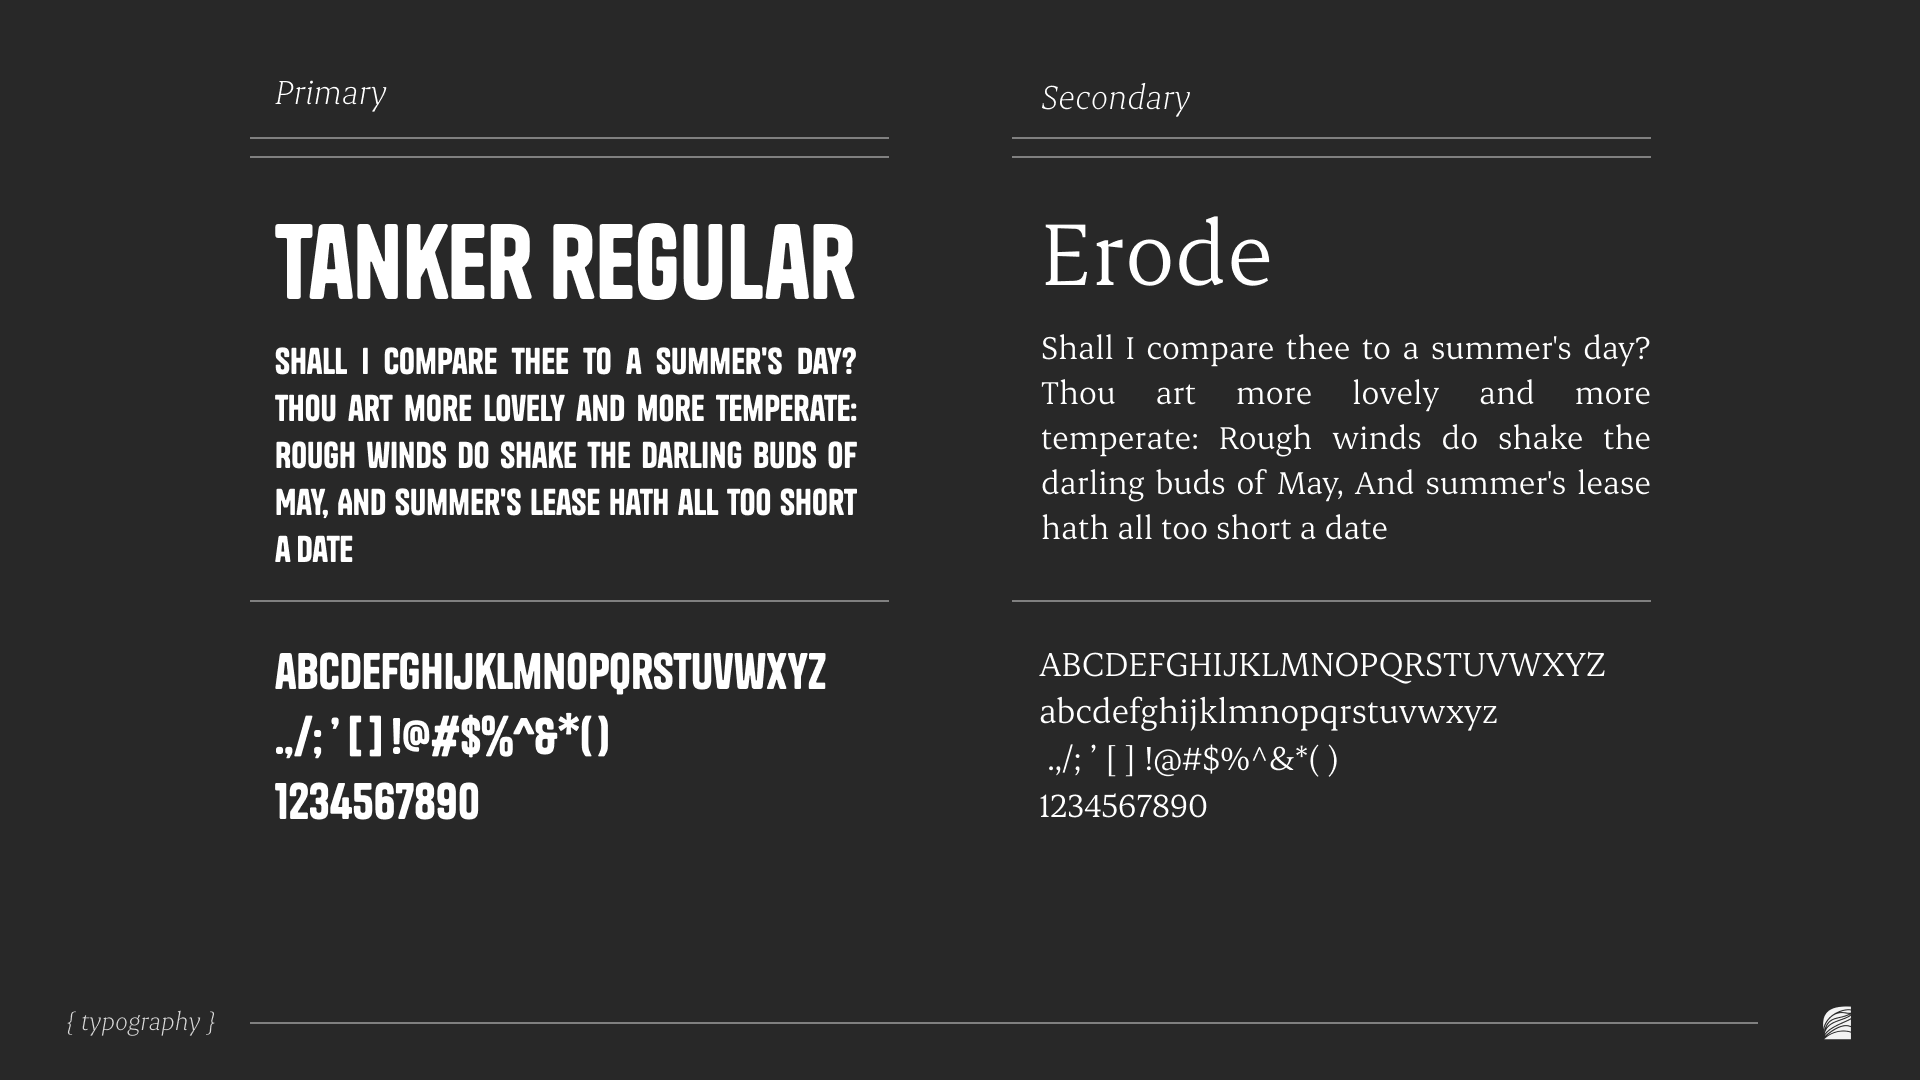 Primary
TANKER REGULAR
SHALL I COMPARE THEE TO A SUMMER'S DAY?
THOU ART MORE LOVELY AND MORE TEMPERATE:
ROUGH WINDS DO SHAKE THE DARLING BUDS OF
MAY, AND SUMMER'S LEASE HATH ALL TOO SHORT
A DATE
ABCDEFGHIJKLMNOPQRSTUVWXYZ
.,/; ’ [ ] !@#$%^&*( )
1234567890
Secondary
Erode
Shall I compare thee to a summer's day?
Thou art more lovely and more
temperate: Rough winds do shake the
darling buds of May, And summer's lease
hath all too short a date
ABCDEFGHIJKLMNOPQRSTUVWXYZ
abcdefghijklmnopqrstuvwxyz
.,/; ’ [ ] !@#$%^&*( )
1234567890
{ typography }